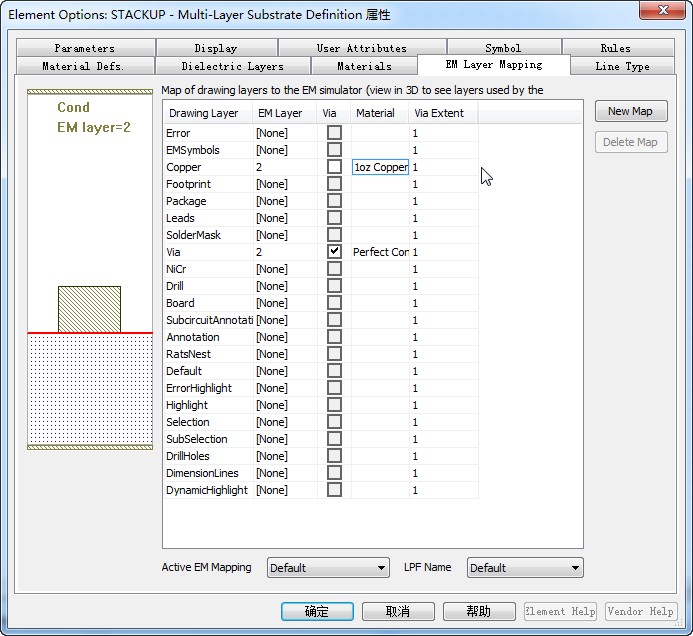 Element Options: STACKUP - Multi-Layer Substrate Definition 属性
Parameters Display User Attributes Symbol Rules
Material Defs. Dielectric Layers Materials EM Layer Mapping Line Type
Map of drawing layers to the EM simulator (view in 3D to see layers used by the
Cond
EM layer=2
Drawing Layer EM Layer Via Material Via Extent
Error [None] 1
EMSymbols [None] 1
Copper 2 1oz Copper 1
Footprint [None] 1
Package [None] 1
Leads [None] 1
SolderMask [None] 1
Via 2 Perfect Con 1
NiCr [None] 1
Drill [None] 1
Board [None] 1
SubcircuitAnnotati [None] 1
Annotation [None] 1
RatsNest [None] 1
Default [None] 1
ErrorHighlight [None] 1
Highlight [None] 1
Selection [None] 1
SubSelection [None] 1
DrillHoles [None] 1
DimensionLines [None] 1
DynamicHighlight [None] 1
New Map
Delete Map
Active EM Mapping Default LPF Name Default
确定 取消 帮助 Element Help Vendor Help